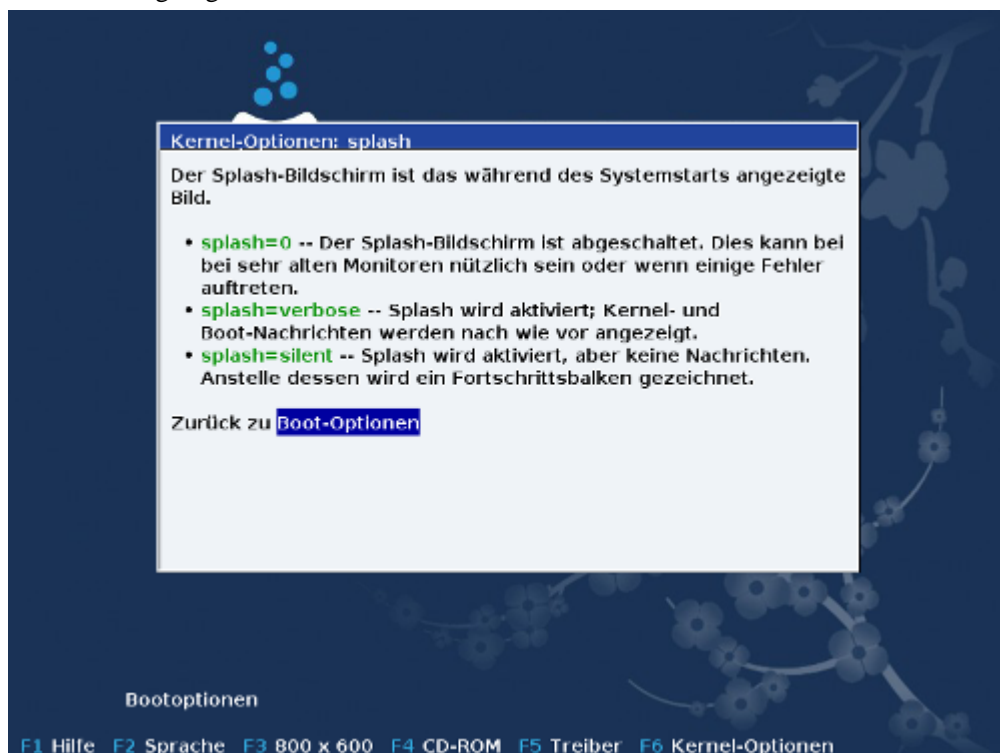 Kernel-Optionen: splash
Der Splash-Bildschirm ist das während des Systemstarts angezeigte
Bild.
• splash=0 -- Der Splash-Bildschirm ist abgeschaltet. Dies kann bei
bei sehr alten Monitoren nützlich sein oder wenn einige Fehler
auftreten.
• splash=verbose -- Splash wird aktiviert; Kernel- und
Boot-Nachrichten werden nach wie vor angezeigt.
• splash=silent -- Splash wird aktiviert, aber keine Nachrichten.
Anstelle dessen wird ein Fortschrittsbalken gezeichnet.
Zurück zu Boot-Optionen
Bootoptionen
F1 Hilfe F2 Sprache F3 800 x 600 F4 CD-ROM F5 Treiber F6 Kernel-Optionen